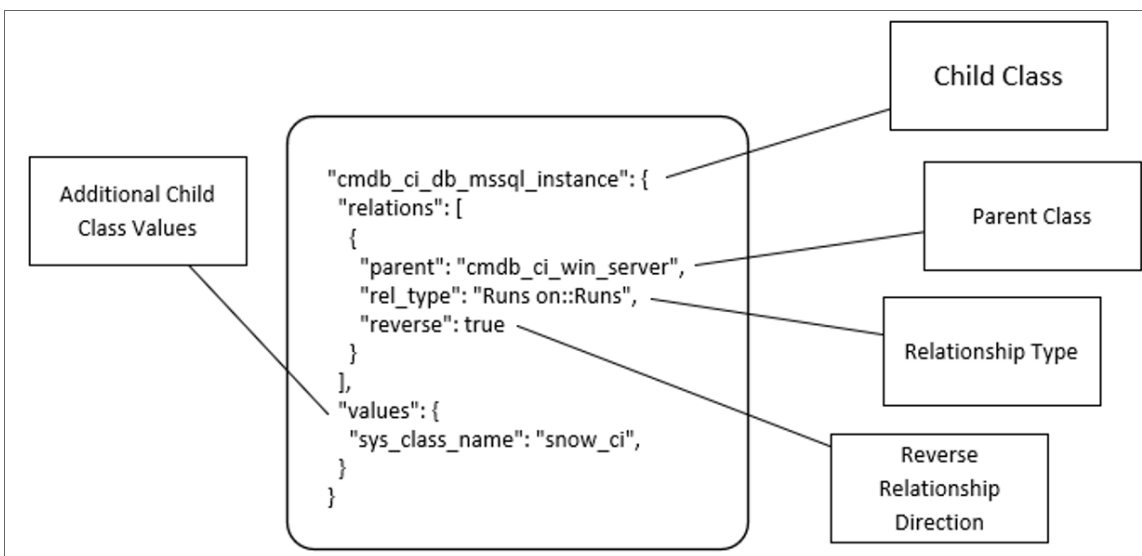 Child Class
Additional Child
Class Values
"cmdb_ci_db_mssql_instance": {
"relations": [
{
"parent": "cmdb_ci_win_server",
"rel_type": "Runs on::Runs",
"reverse": true
}
],
"values": {
"sys_class_name": "snow_ci",
}
}
Parent Class
Relationship Type
Reverse
Relationship
Direction